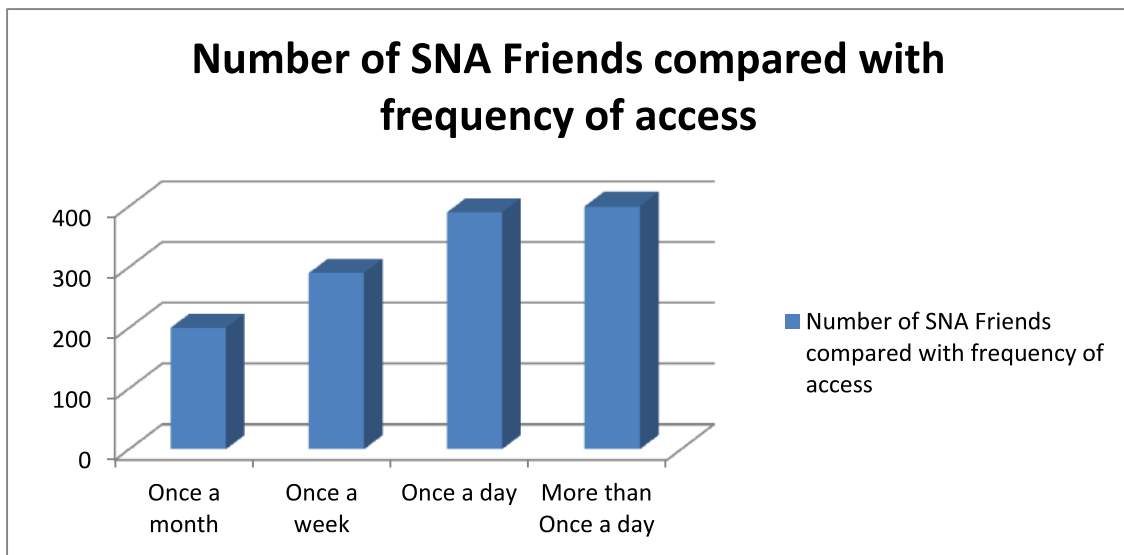 Number of SNA Friends compared with
frequency of access
400
300
200
100
0
Once a
month
Once a
week
Once a day
More than
Once a day
Number of SNA Friends
compared with frequency of
access